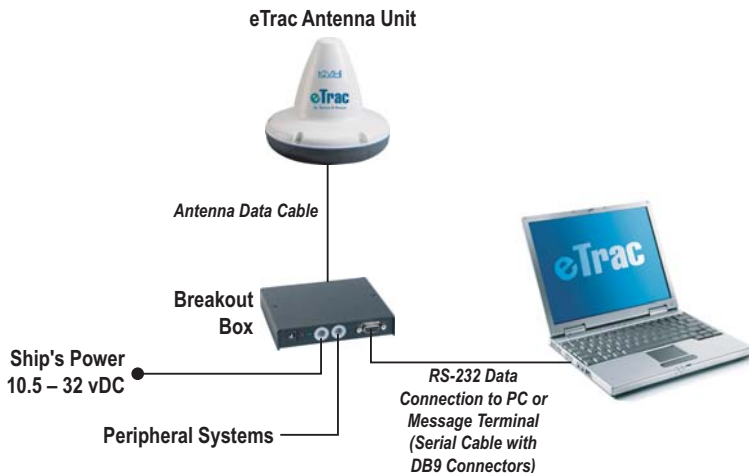 eTrac Antenna Unit
eTrac
Antenna Data Cable
Breakout
Box
eTrac
Ship's Power
10.5 – 32 vDC
Peripheral Systems
RS-232 Data
Connection to PC or
Message Terminal
(Serial Cable with
DB9 Connectors)